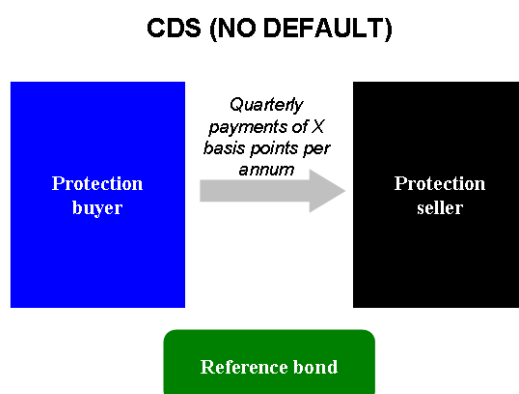 CDS (NO DEFAULT)
Quarterly
payments of X
basis points per
annum
Protection
buyer
Protection
seller
Reference bond